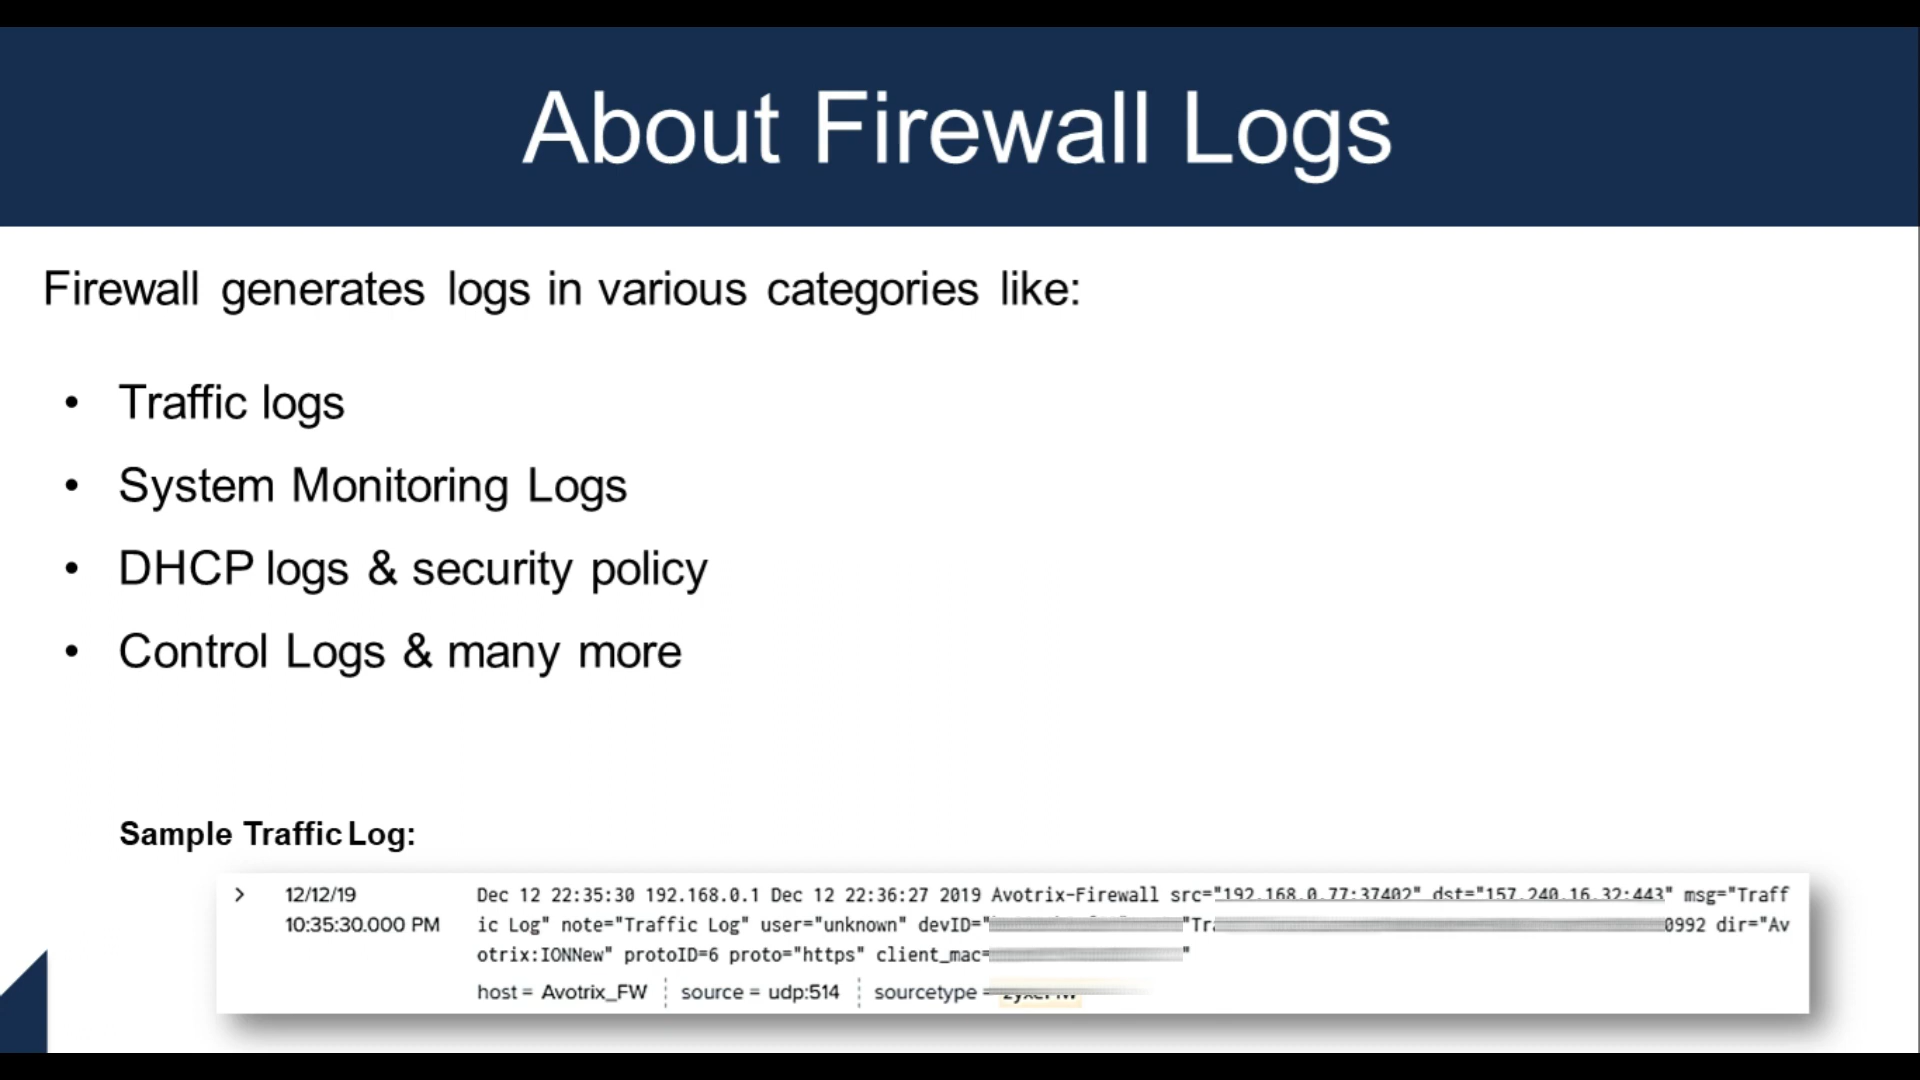 About Firewall Logs
Firewall generates logs in various categories like:
• Traffic logs
• System Monitoring Logs
• DHCP logs & security policy
• Control Logs & many more
Sample Traffic Log:
> 12/12/19 Dec 12 22:35:30 192.168.0.1 Dec 12 22:36:27 2019 Avotrix-Firewall src="192.168.0.77:37402" dst="157.240.16.32:443" msg="Traff
10:35:30.000 PM ic Log" note="Traffic Log" user="unknown" devID=" "Tra 0992 dir="Av
otrix:IONNew" protoID=6 proto="https" client_mac= "
host = Avotrix_FW source = udp:514 sourcetype =